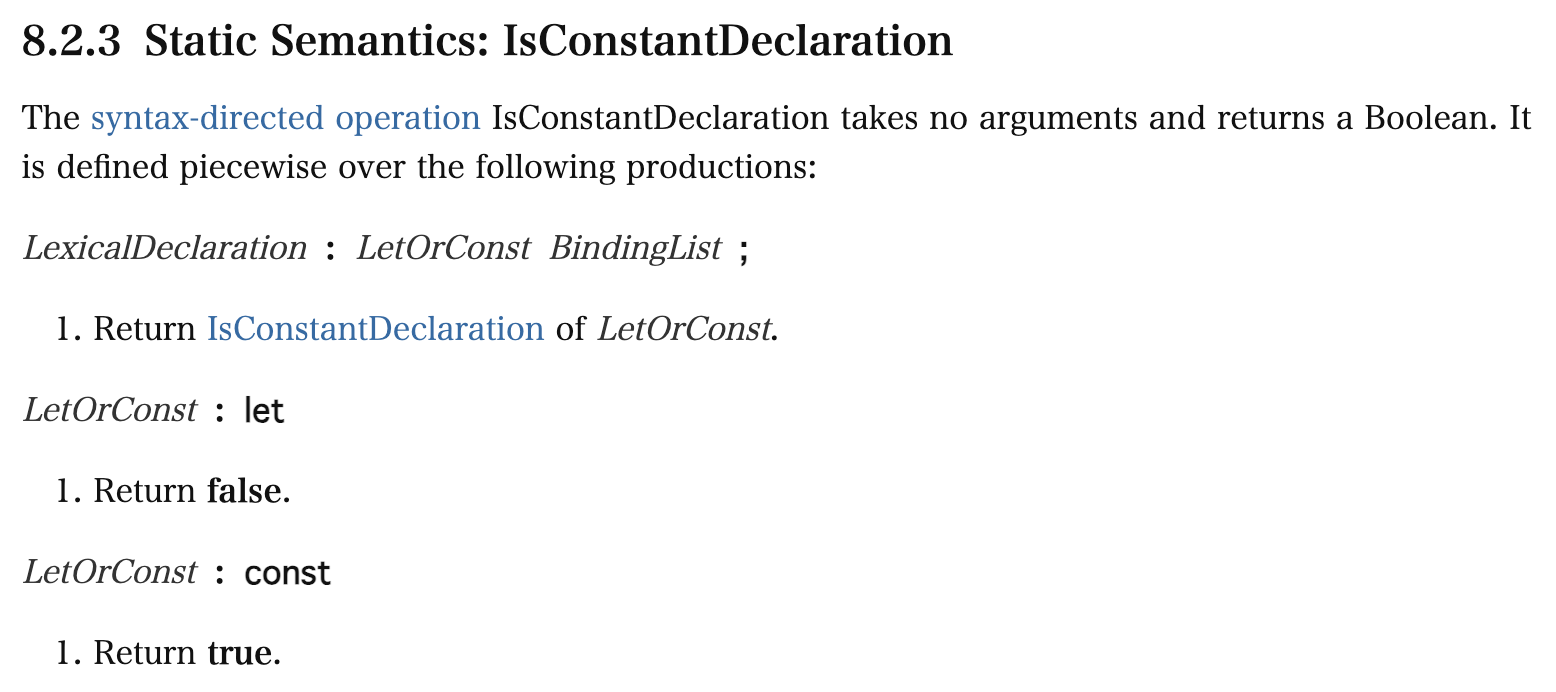 8.2.3 Static Semantics: IsConstantDeclaration
The syntax-directed operation IsConstantDeclaration takes no arguments and returns a Boolean. It
is defined piecewise over the following productions:
LexicalDeclaration : LetOrConst BindingList ;
1. Return IsConstantDeclaration of LetOrConst.
LetOrConst : let
1. Return false.
LetOrConst : const
1. Return true.